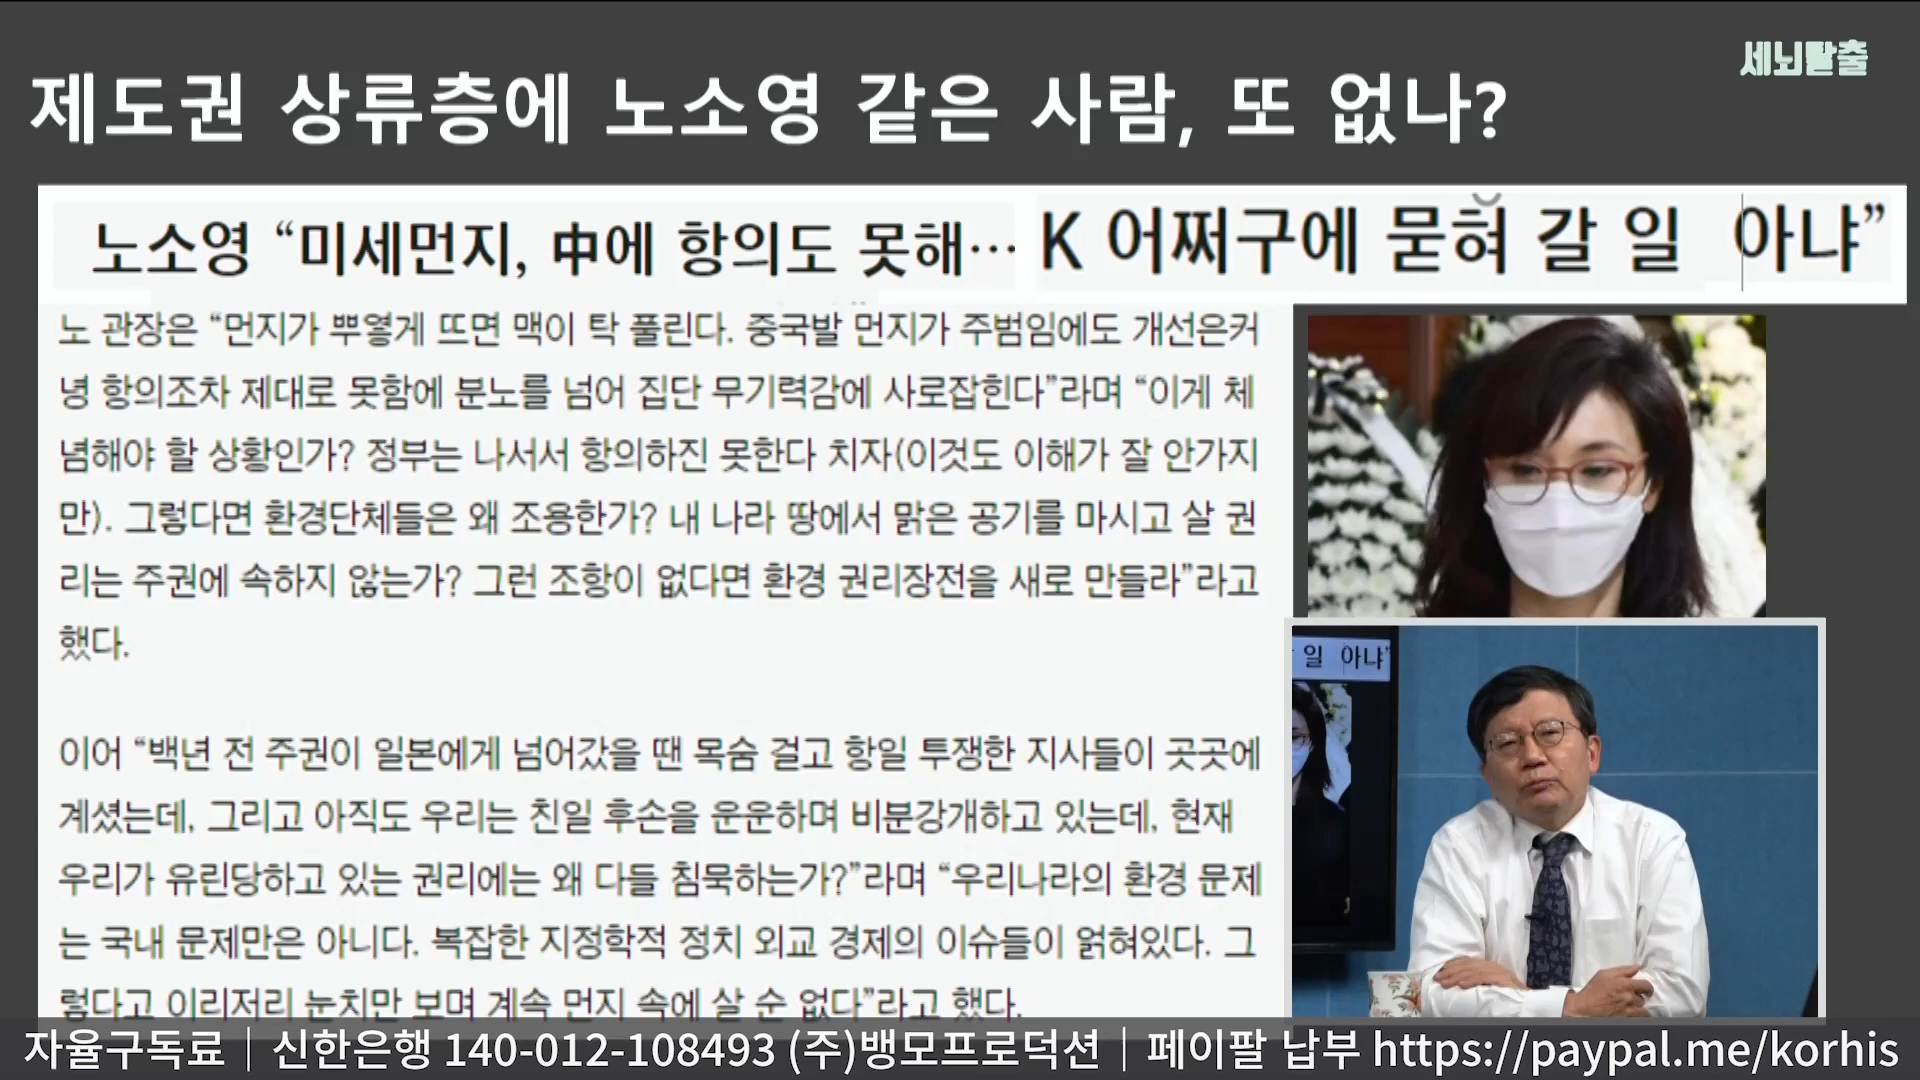 세뇌탈출
제도권 상류층에 노소영 같은 사람, 또 없나?
노소영 “미세먼지, 中에 항의도 못해… K 어쩌구에 묻혀 갈 일 아냐”
노 관장은 “먼지가 뿌옇게 뜨면 맥이 탁 풀린다. 중국발 먼지가 주범임에도 개선은커
녕 항의조차 제대로 못함에 분노를 넘어 집단 무기력감에 사로잡힌다”라며 “이게 체
념해야 할 상황인가? 정부는 나서서 항의하진 못한다 치자(이것도 이해가 잘 안가지
만). 그렇다면 환경단체들은 왜 조용한가? 내 나라 땅에서 맑은 공기를 마시고 살 권
리는 주권에 속하지 않는가? 그런 조항이 없다면 환경 권리장전을 새로 만들라”라고
했다.
이어 “백년 전 주권이 일본에게 넘어갔을 땐 목숨 걸고 항일 투쟁한 지사들이 곳곳에
계셨는데, 그리고 아직도 우리는 친일 후손을 운운하며 비분강개하고 있는데, 현재
우리가 유린당하고 있는 권리에는 왜 다들 침묵하는가?”라며 “우리나라의 환경 문제
는 국내 문제만은 아니다. 복잡한 지정학적 정치 외교 경제의 이슈들이 얽혀있다. 그
렇다고 이리저리 눈치만 보며 계속 먼지 속에 살 순 없다”라고 했다.
일 아냐”
자율구독료｜신한은행 140-012-108493 (주)뱅모프로덕션｜페이팔 납부 https://paypal.me/korhis